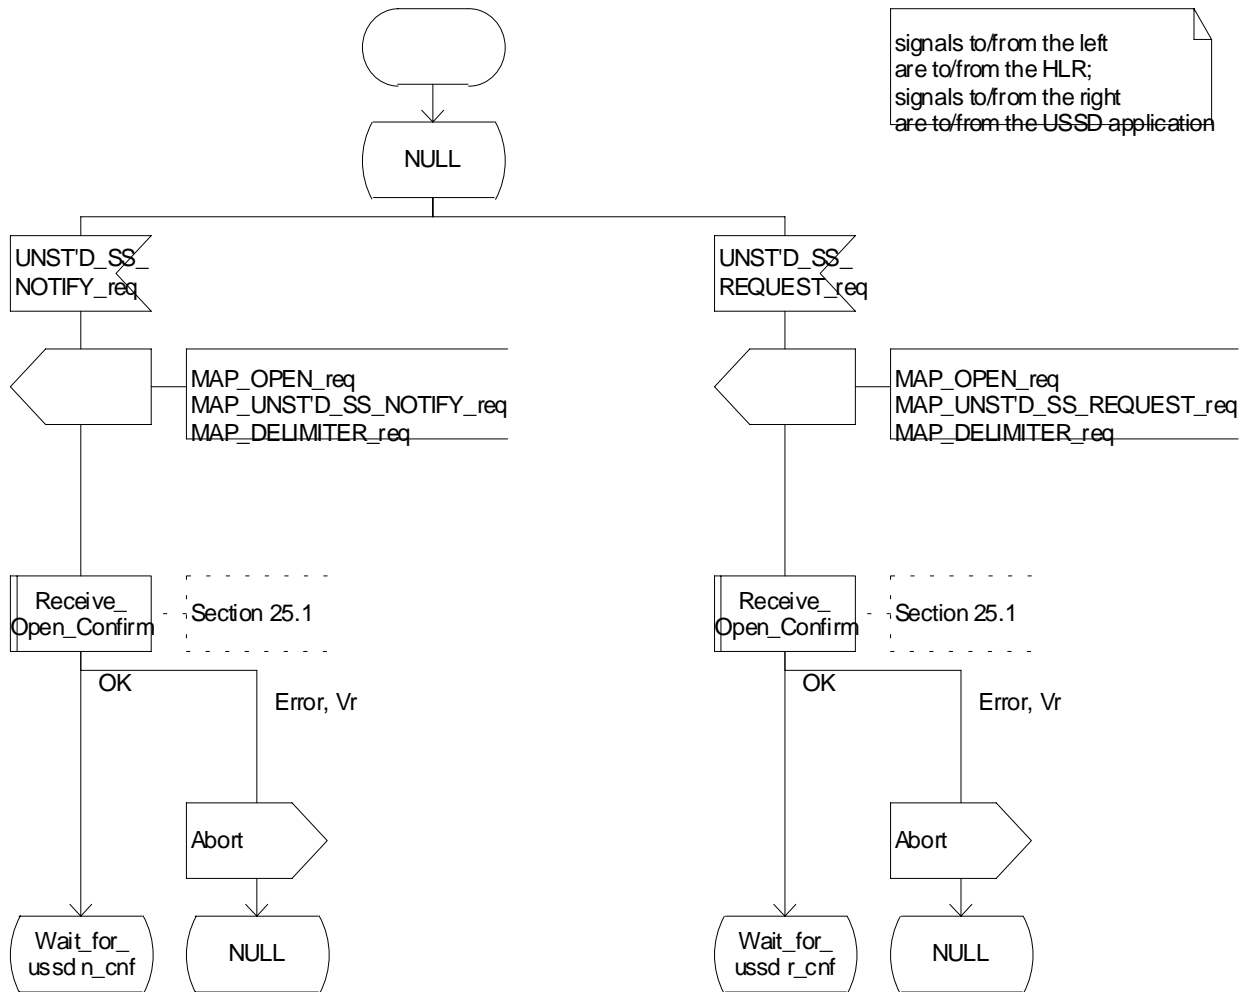 signals to/from the left
are to/from the HLR;
signals to/from the right
are to/from the USSD application
NULL
UNST'D_SS_
NOTIFY_req
UNST'D_SS_
REQUEST_req
MAP_OPEN_req
MAP_UNST'D_SS_NOTIFY_req
MAP_DELIMITER_req
MAP_OPEN_req
MAP_UNST'D_SS_REQUEST_req
MAP_DELIMITER_req
Receive_
Open_Confirm
Section 25.1
Receive_
Open_Confirm
Section 25.1
OK
Error, Vr
OK
Error, Vr
Abort
Abort
Wait_for_
ussd n_cnf
NULL
Wait_for_
ussd r_cnf
NULL